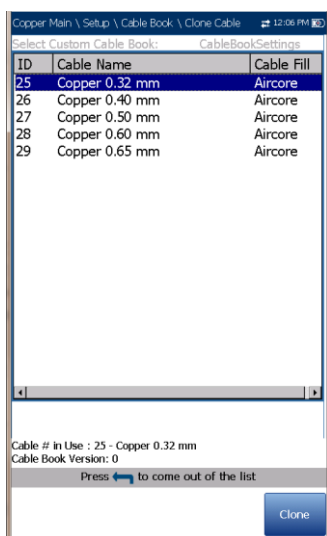 Copper Main \ Setup \ Cable Book \ Clone Cable 12:06 PM
Select Custom Cable Book: CableBookSettings
ID Cable Name Cable Fill
25 Copper 0.32 mm Aircore
26 Copper 0.40 mm Aircore
27 Copper 0.50 mm Aircore
28 Copper 0.60 mm Aircore
29 Copper 0.65 mm Aircore
Cable # in Use : 25 - Copper 0.32 mm
Cable Book Version: 0
Press to come out of the list
Clone